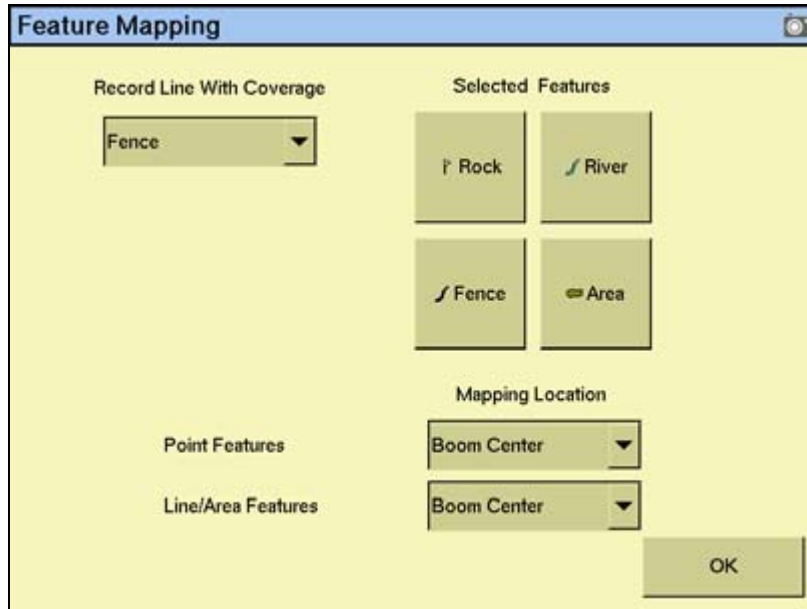 Feature Mapping
Record Line With Coverage
Fence
Selected Features
Rock
River
Fence
Area
Mapping Location
Point Features
Boom Center
Line/Area Features
Boom Center
OK